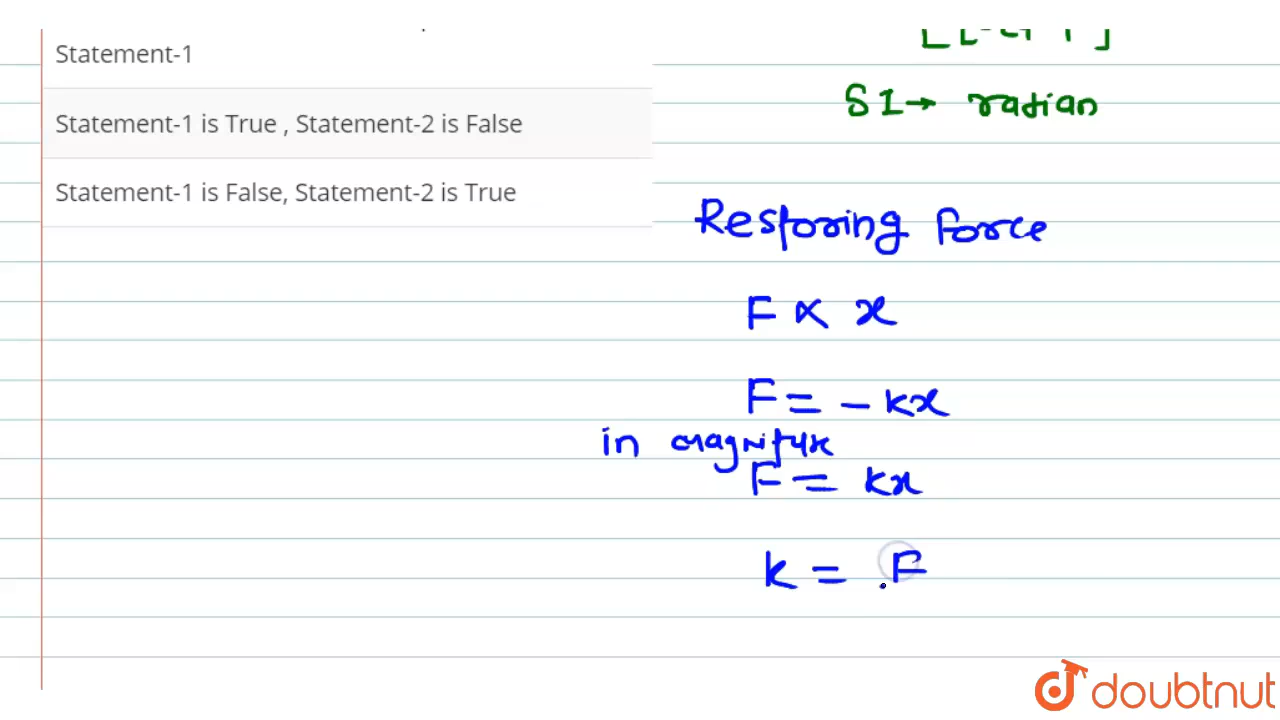 Statement-1
Statement-1 is True , Statement-2 is False
Statement-1 is False, Statement-2 is True
SI→ radian
Restoring force
F ∝ x
F = - kx
in magnitude
F = kx
k = F
doubtnut